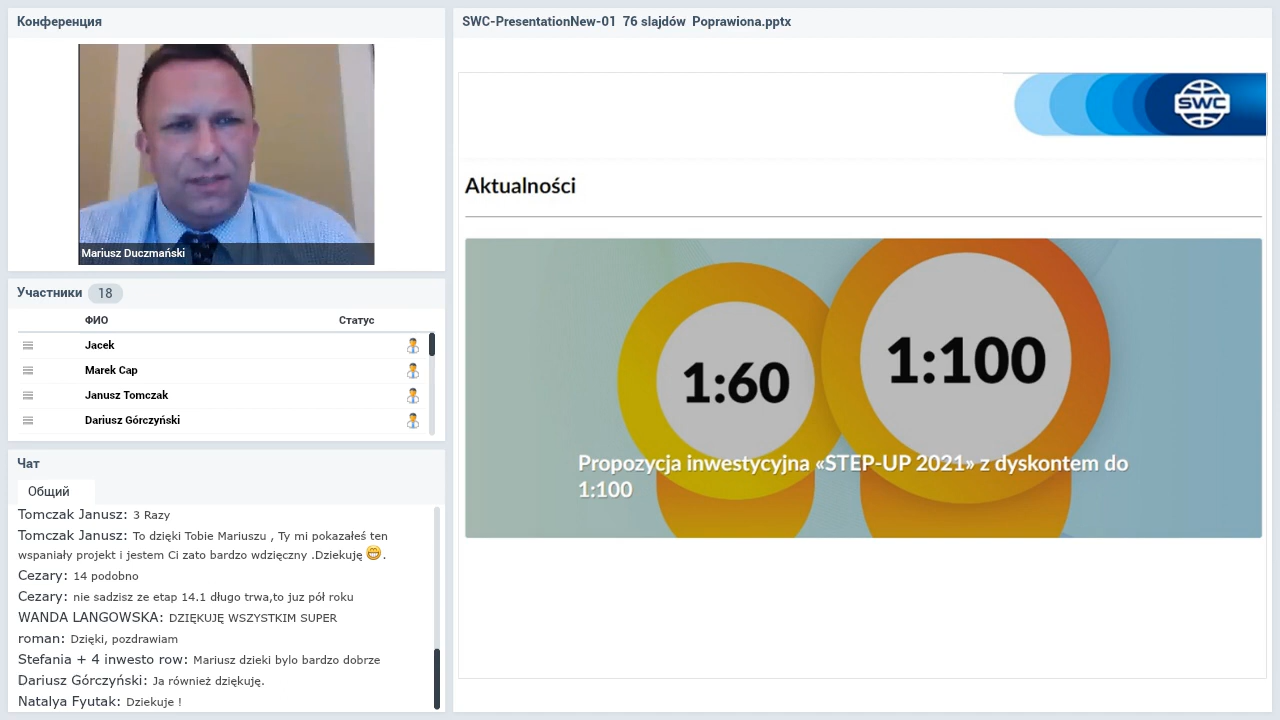 Конференция
Mariusz Duczmański
Участники 18
ФИО Статус
Jacek
Marek Cap
Janusz Tomczak
Dariusz Górczyński
Чат
Общий
Tomczak Janusz: 3 Razy
Tomczak Janusz: To dzięki Tobie Mariuszu , Ty mi pokazałeś ten
wspaniały projekt i jestem Ci zato bardzo wdzięczny .Dziekuję 😁.
Cezary: 14 podobno
Cezary: nie sadzisz ze etap 14.1 długo trwa,to juz pół roku
WANDA LANGOWSKA: DZIĘKUJĘ WSZYSTKIM SUPER
roman: Dzięki, pozdrawiam
Stefania + 4 inwesto row: Mariusz dzieki bylo bardzo dobrze
Dariusz Górczyński: Ja również dziękuję.
Natalya Fyutak: Dziekuje !
SWC-PresentationNew-01 76 slajdów Poprawiona.pptx
SWC
Aktualności
1:60
1:100
Propozycja inwestycyjna «STEP-UP 2021» z dyskontem do
1:100